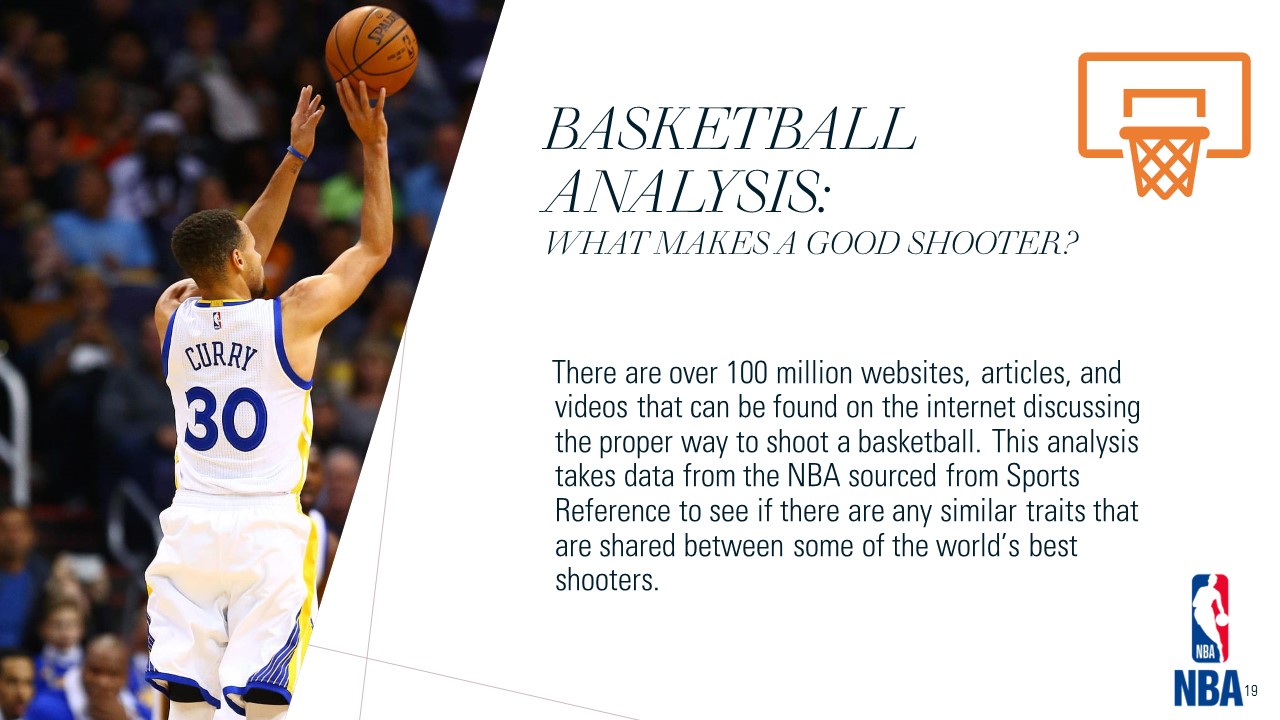 SPALDING
BASKETBALL
ANALYSIS:
WHAT MAKES A GOOD SHOOTER?
CURRY
30
There are over 100 million websites, articles, and
videos that can be found on the internet discussing
the proper way to shoot a basketball. This analysis
takes data from the NBA sourced from Sports
Reference to see if there are any similar traits that
are shared between some of the world's best
shooters.
NBA
NBA
19